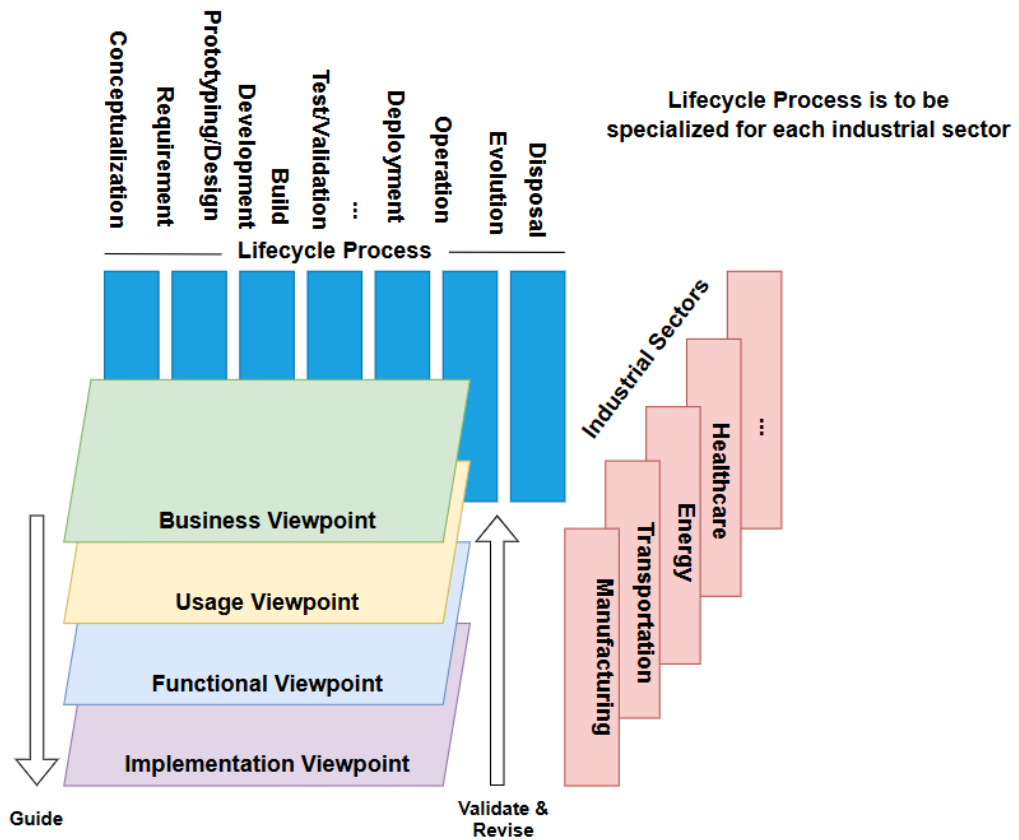 Conceptualization
Requirement
Prototyping/Design
Development
Build
Test/Validation
...
Deployment
Operation
Evolution
Disposal
Lifecycle Process is to be
specialized for each industrial sector
Lifecycle Process
Industrial Sectors
Business Viewpoint
Usage Viewpoint
Functional Viewpoint
Implementation Viewpoint
Manufacturing
Transportation
Energy
Healthcare
...
Guide
Validate &
Revise